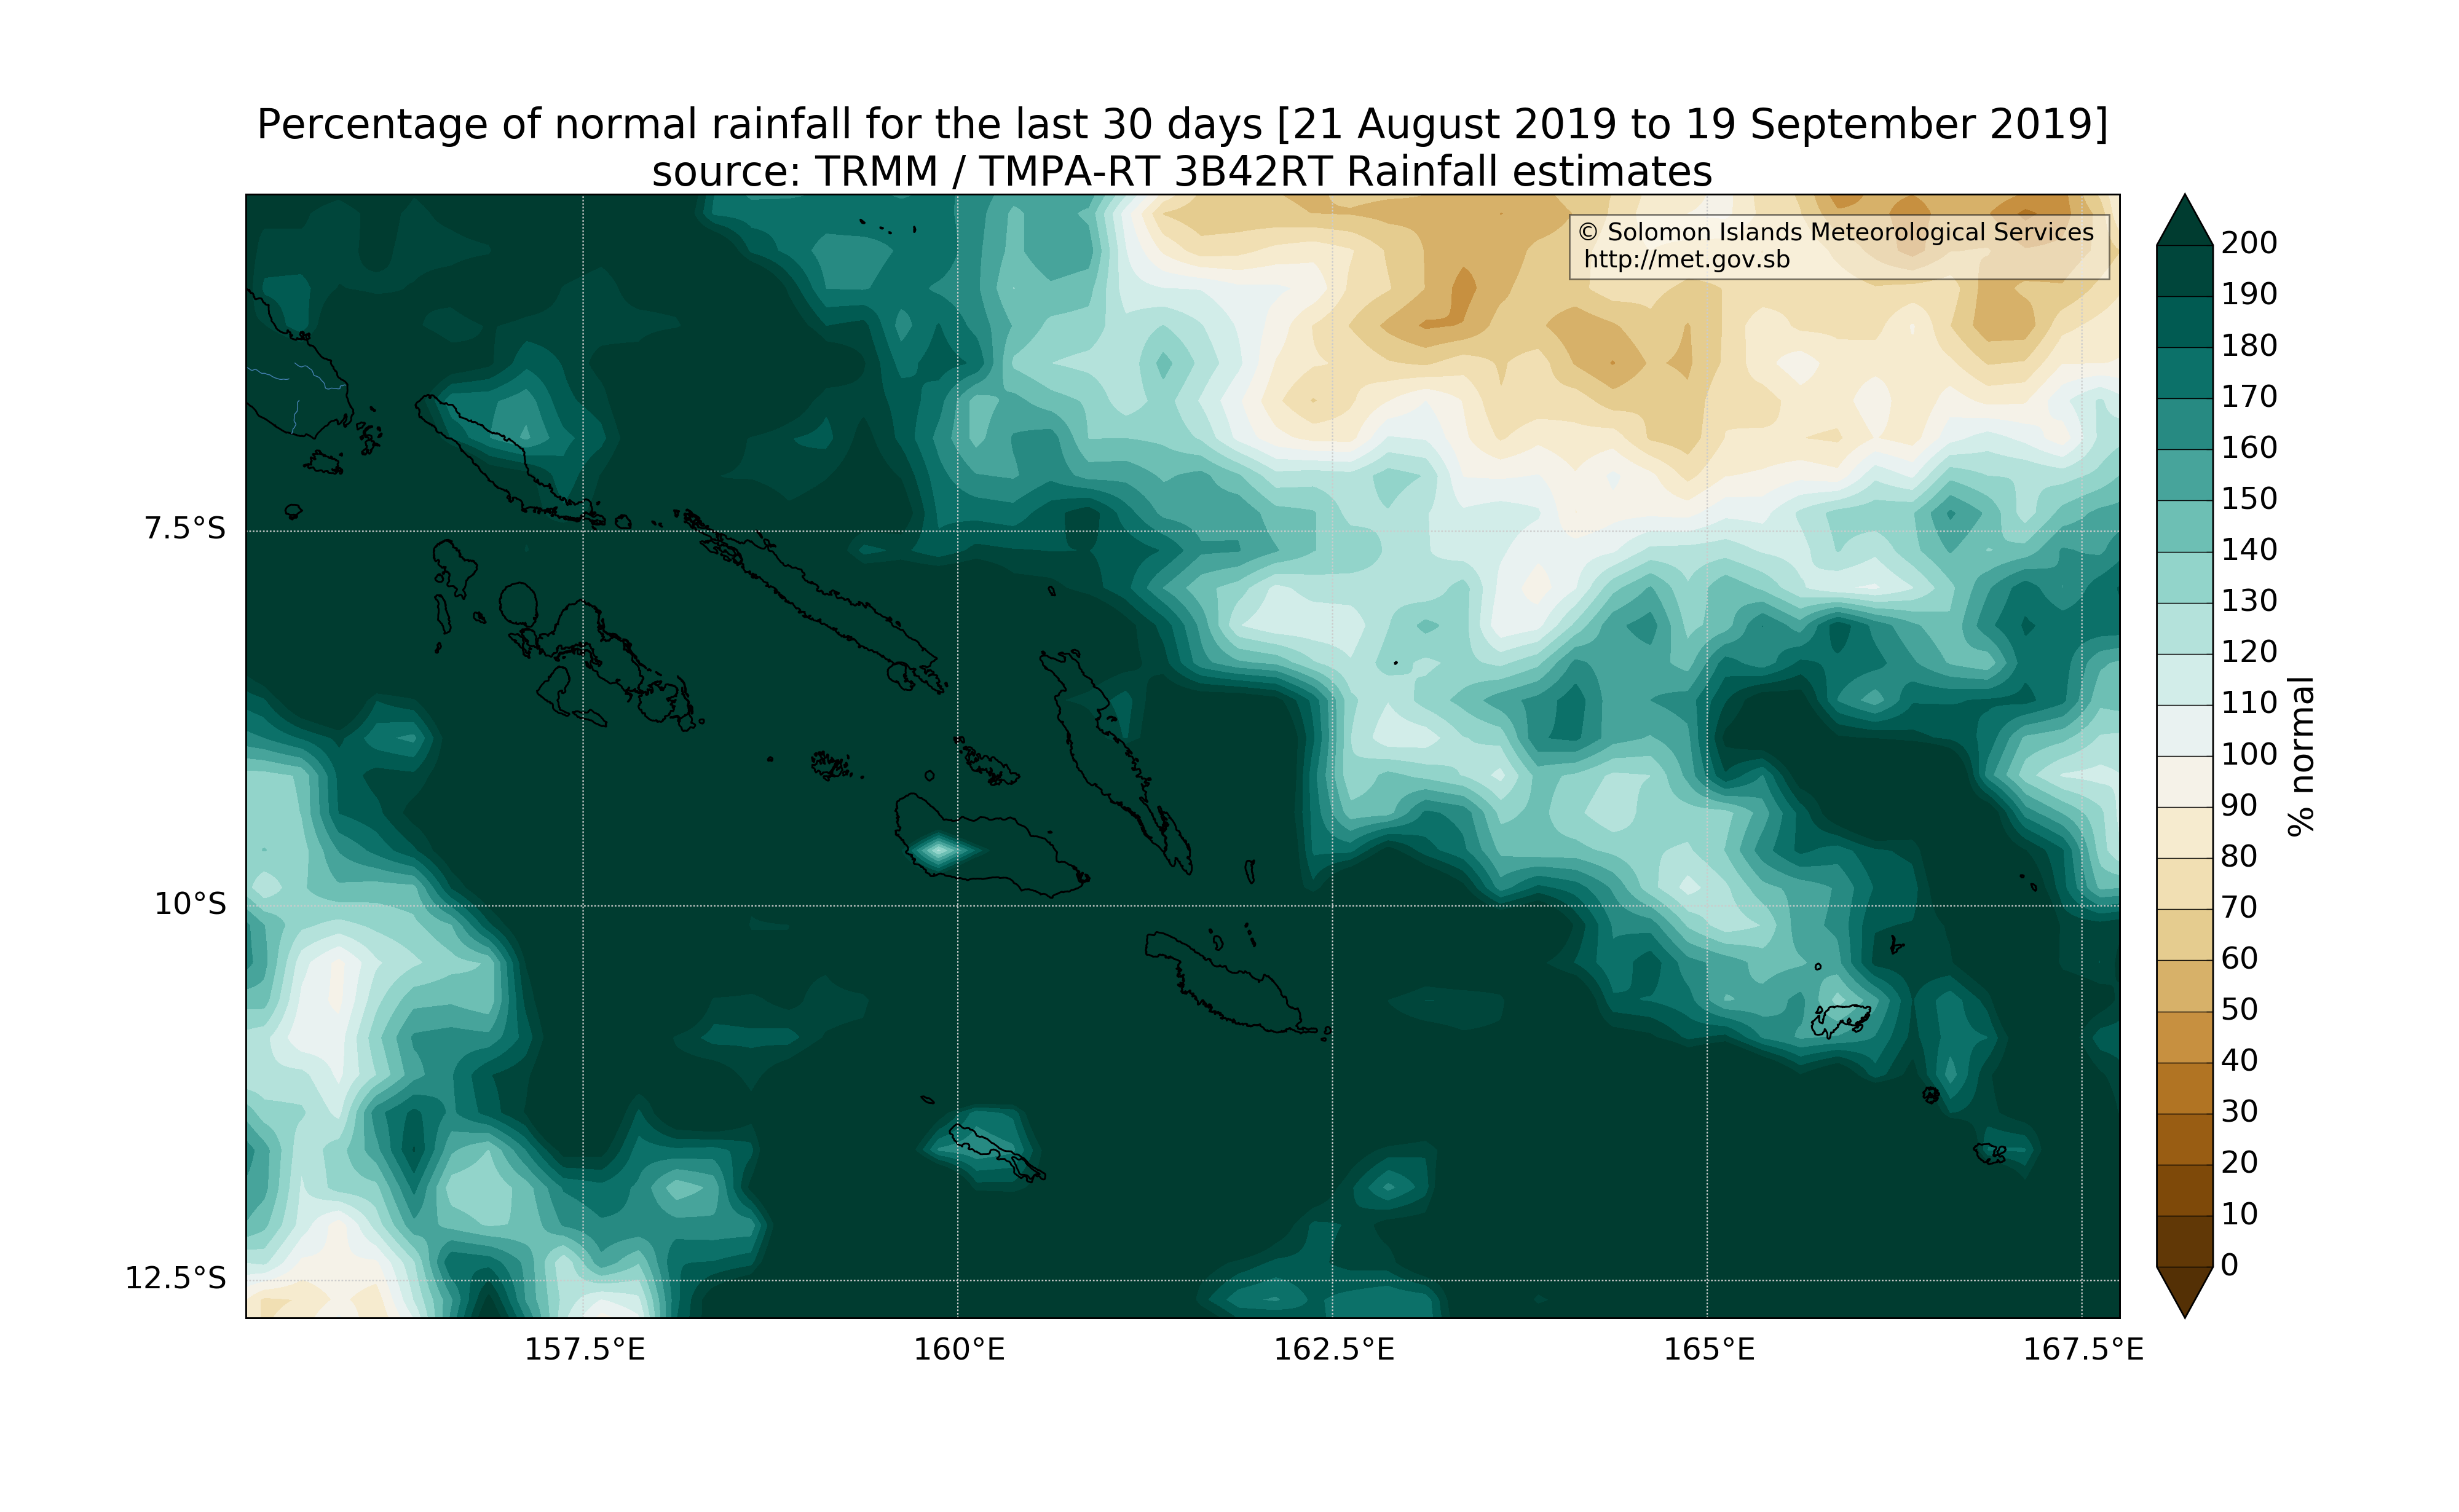 Percentage of normal rainfall for the last 30 days [21 August 2019 to 19 September 2019]
source: TRMM / TMPA-RT 3B42RT Rainfall estimates
© Solomon Islands Meteorological Services
http://met.gov.sb
7.5°S
10°S
12.5°S
157.5°E
160°E
162.5°E
165°E
167.5°E
200
190
180
170
160
150
140
130
120
110
100
90
80
70
60
50
40
30
20
10
0
% normal